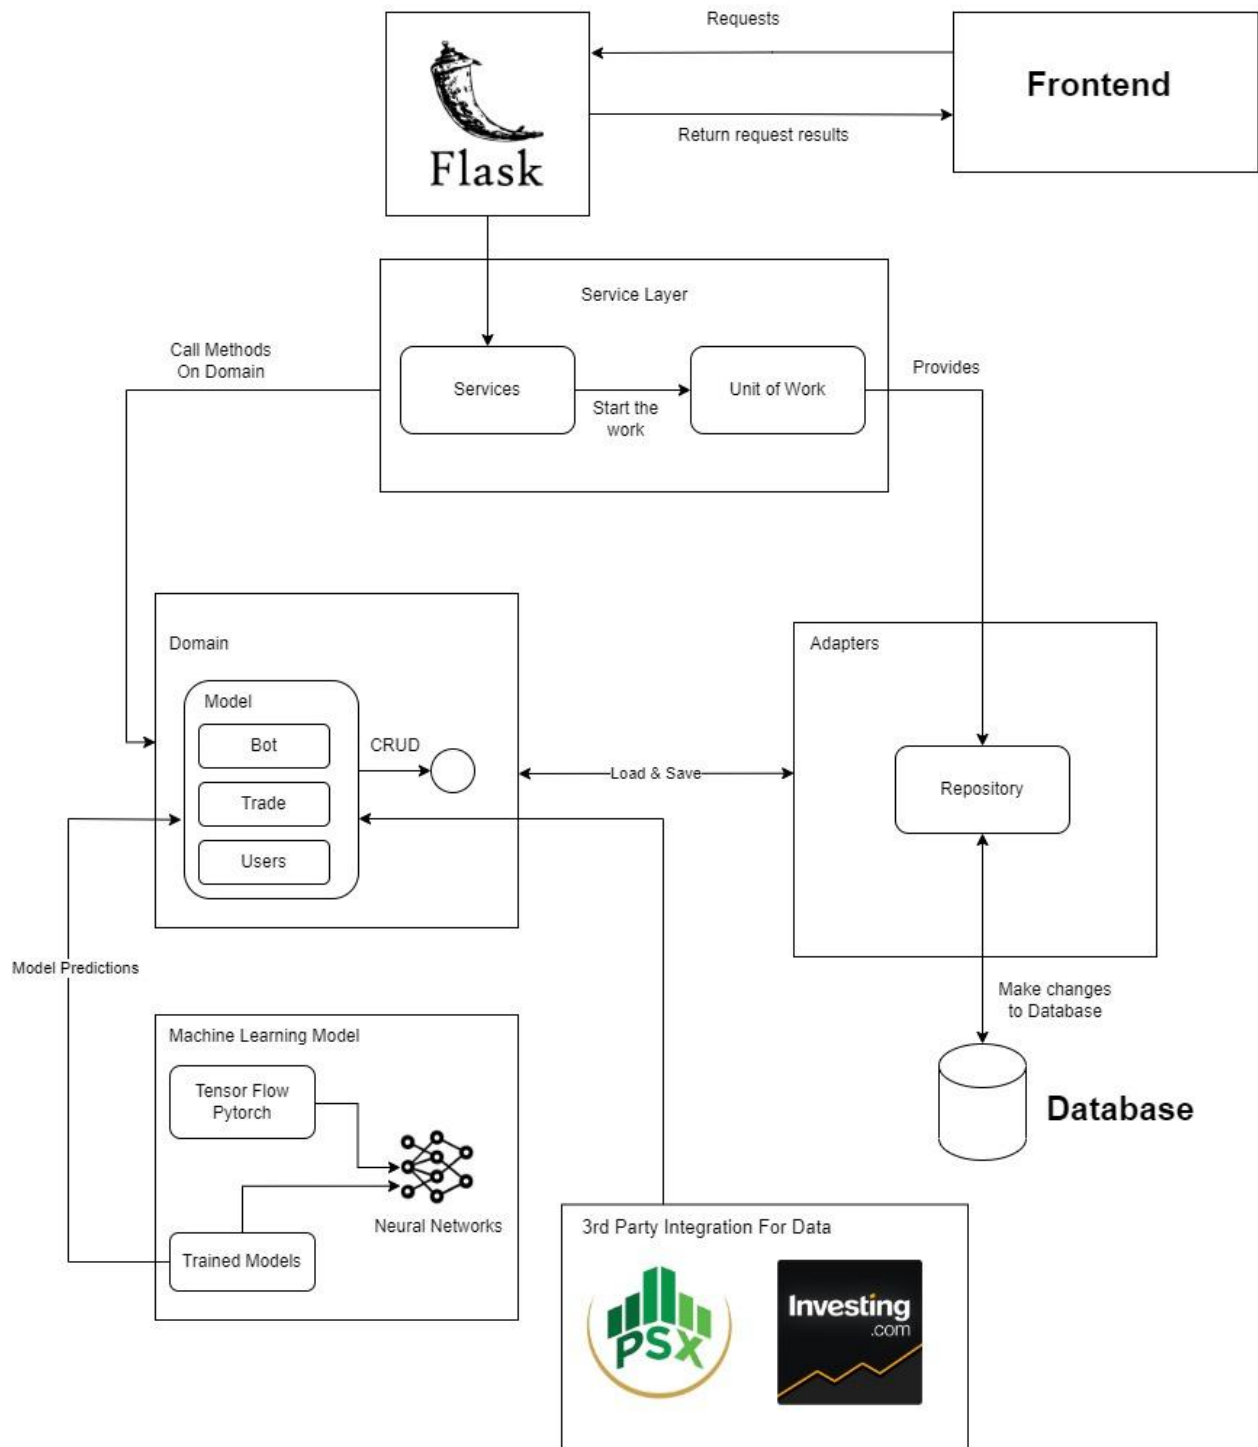 Requests
Frontend
Return request results
Flask
Service Layer
Call Methods
On Domain
Services
Start the
work
Unit of Work
Provides
Domain
Model
Bot
Trade
Users
CRUD
Load & Save
Adapters
Repository
Model Predictions
Make changes
to Database
Database
Machine Learning Model
Tensor Flow
Pytorch
Neural Networks
Trained Models
3rd Party Integration For Data
PSX
Investing
.com